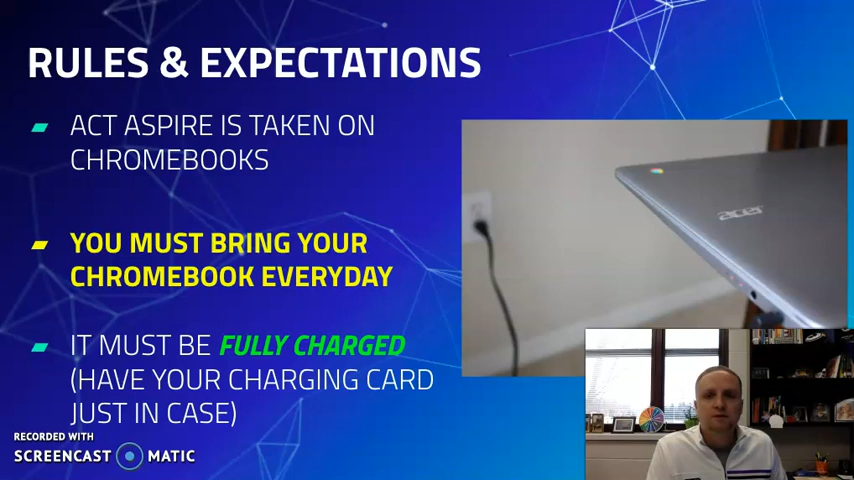 RULES & EXPECTATIONS
ACT ASPIRE IS TAKEN ON
CHROMEBOOKS
YOU MUST BRING YOUR
CHROMEBOOK EVERYDAY
IT MUST BE FULLY CHARGED
(HAVE YOUR CHARGING CARD
JUST IN CASE)
acer
RECORDED WITH
SCREENCAST MATIC